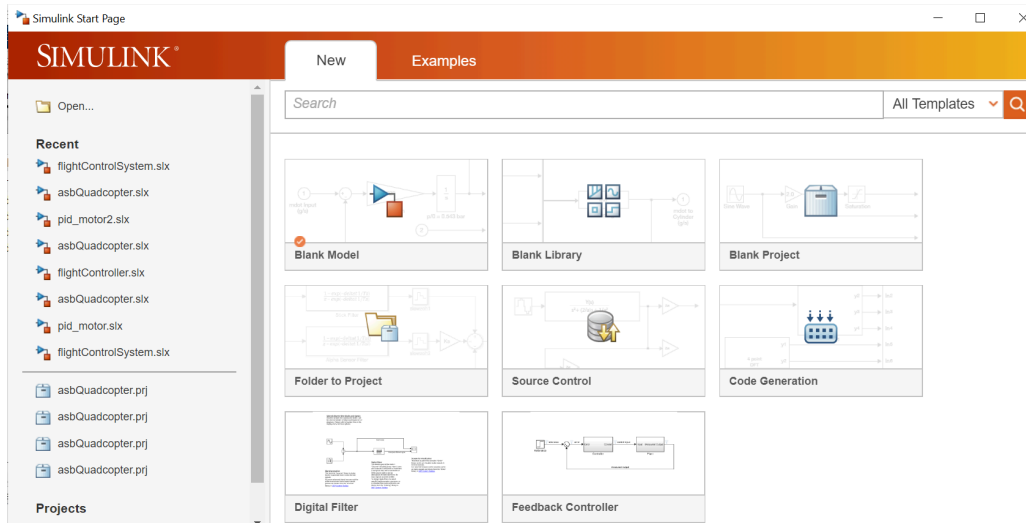 Simulink Start Page
SIMULINK®
New
Examples
Open...
Search
All Templates
Recent
flightControlSystem.slx
asbQuadcopter.slx
pid_motor2.slx
asbQuadcopter.slx
flightController.slx
asbQuadcopter.slx
pid_motor.slx
flightControlSystem.slx
asbQuadcopter.prj
asbQuadcopter.prj
asbQuadcopter.prj
asbQuadcopter.prj
Projects
Blank Model
Blank Library
Blank Project
Folder to Project
Source Control
Code Generation
Digital Filter
Feedback Controller